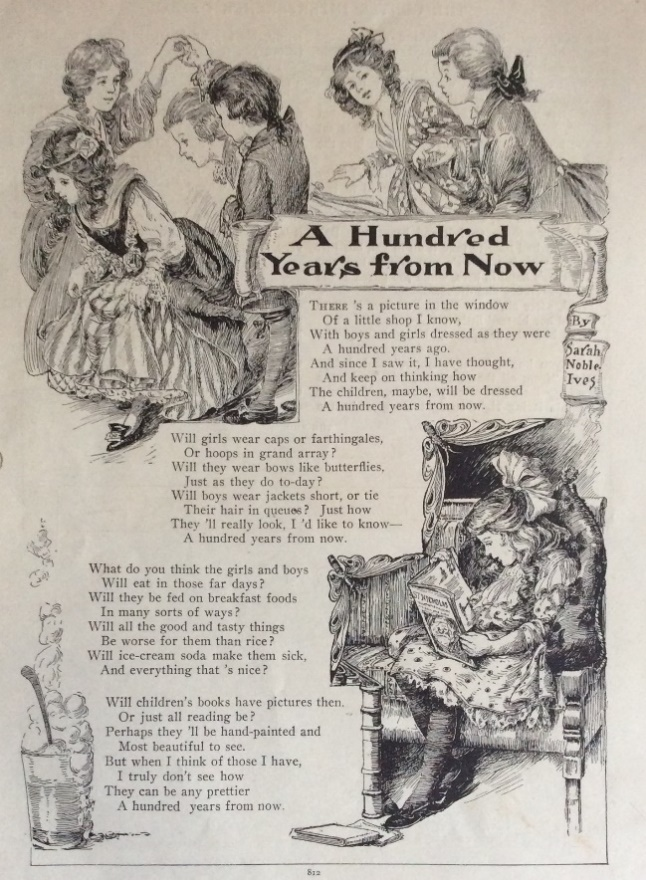 A Hundred
Years from Now
By
Sarah
Noble
Ives
THERE 's a picture in the window
Of a little shop I know,
With boys and girls dressed as they were
A hundred years ago.
And since I saw it, I have thought,
And keep on thinking how
The children, maybe, will be dressed
A hundred years from now.
Will girls wear caps or farthingales,
Or hoops in grand array?
Will they wear bows like butterflies,
Just as they do to-day?
Will boys wear jackets short, or tie
Their hair in queues? Just how
They 'll really look, I 'd like to know—
A hundred years from now.
What do you think the girls and boys
Will eat in those far days?
Will they be fed on breakfast foods
In many sorts of ways?
Will all the good and tasty things
Be worse for them than rice?
Will ice-cream soda make them sick,
And everything that 's nice?
ST NICHOLAS
Will children's books have pictures then.
Or just all reading be?
Perhaps they 'll be hand-painted and
Most beautiful to see.
But when I think of those I have,
I truly don't see how
They can be any prettier
A hundred years from now.
812